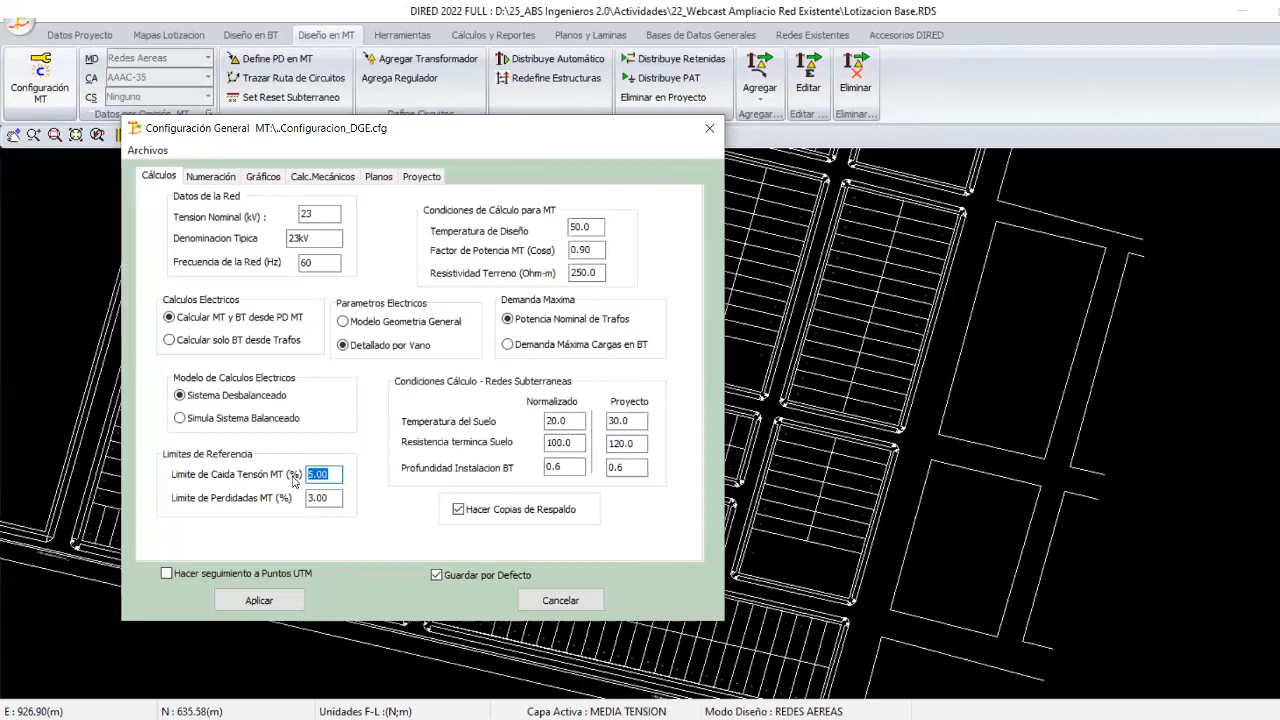 DIRED 2022 FULL : D:\25_ABS Ingenieros 2.0\Actividades\22_Webcast Ampliacio Red Existente\Lotizacion Base.RDS
Datos Proyecto Mapas Lotizacion Diseño en BT Diseño en MT Herramientas Cálculos y Reportes Planos y Laminas Bases de Datos Generales Redes Existentes Accesorios DIRED
MD Redes Aereas Define PD en MT Agregar Transformador Distribuye Automático Distribuye Retenidas
CA AAAC-35 Trazar Ruta de Circuitos Agrega Regulador Redefine Estructuras Distribuye PAT
Configuración MT Agregar Editar Eliminar
CS Ninguno Set Reset Subterraneo Eliminar en Proyecto
Datos por Omisión MT Define Circuitos Agregar... Editar ... Eliminar...
Configuración General MT:\..Configuracion_DGE.cfg
Archivos
Cálculos Numeración Gráficos Calc.Mecánicos Planos Proyecto
Datos de la Red
Tension Nominal (kV) : 23
Denominacion Tipica 23kV
Frecuencia de la Red (Hz) 60
Condiciones de Cálculo para MT
Temperatura de Diseño 50.0
Factor de Potencia MT (Cosø) 0.90
Resistividad Terreno (Ohm-m) 250.0
Calculos Electricos
Calcular MT y BT desde PD MT
Calcular solo BT desde Trafos
Parametros Electricos
Modelo Geometria General
Detallado por Vano
Demanda Maxima
Potencia Nominal de Trafos
Demanda Máxima Cargas en BT
Modelo de Calculos Electricos
Sistema Desbalanceado
Simula Sistema Balanceado
Condiciones Cálculo - Redes Subterraneas
Normalizado Proyecto
Temperatura del Suelo 20.0 30.0
Resistencia terminca Suelo 100.0 120.0
Profundidad Instalacion BT 0.6 0.6
Limites de Referencia
Limite de Caida Tensón MT (%) 5.00
Limite de Perdidadas MT (%) 3.00
Hacer Copias de Respaldo
Hacer seguimiento a Puntos UTM Guardar por Defecto
Aplicar Cancelar
E : 926.90(m) N : 635.58(m) Unidades F-L :(N;m) Capa Activa : MEDIA TENSION Modo Diseño : REDES AEREAS